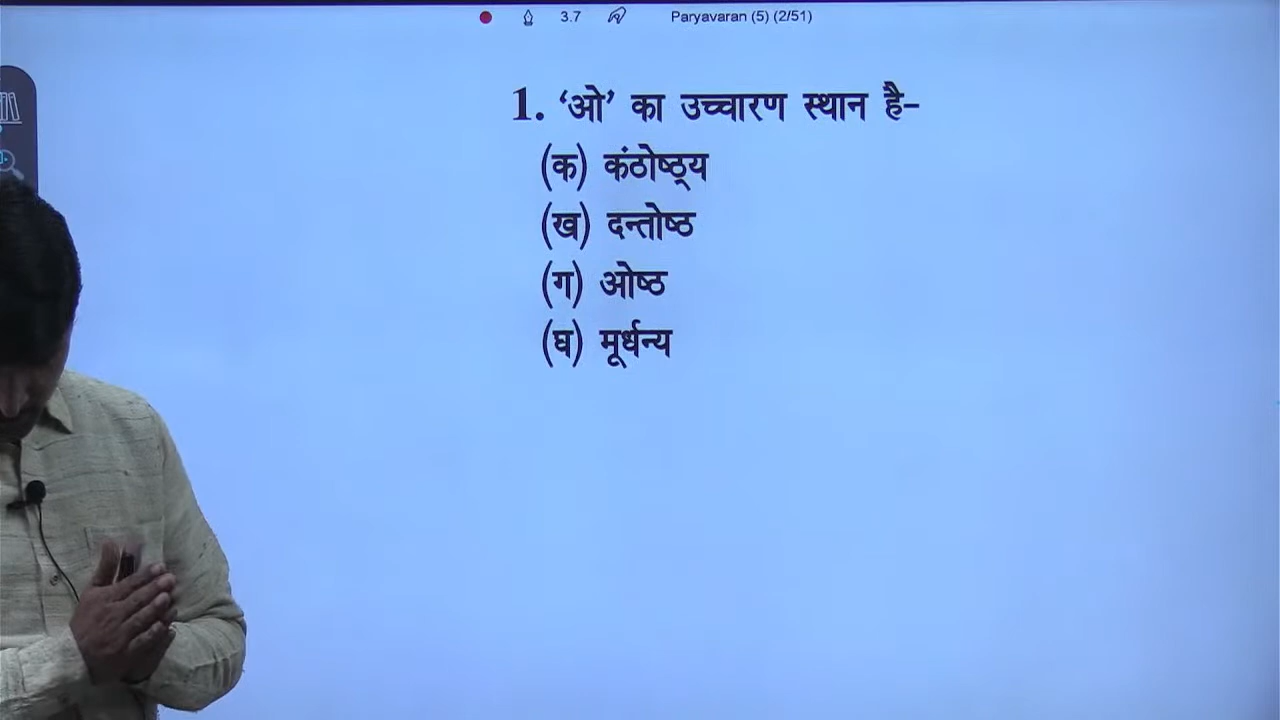 3.7 Paryavaran (5) (2/51)
1. ‘ओ’ का उच्चारण स्थान है-
(क) कंठोष्ठ्य
(ख) दन्तोष्ठ
(ग) ओष्ठ
(घ) मूर्धन्य